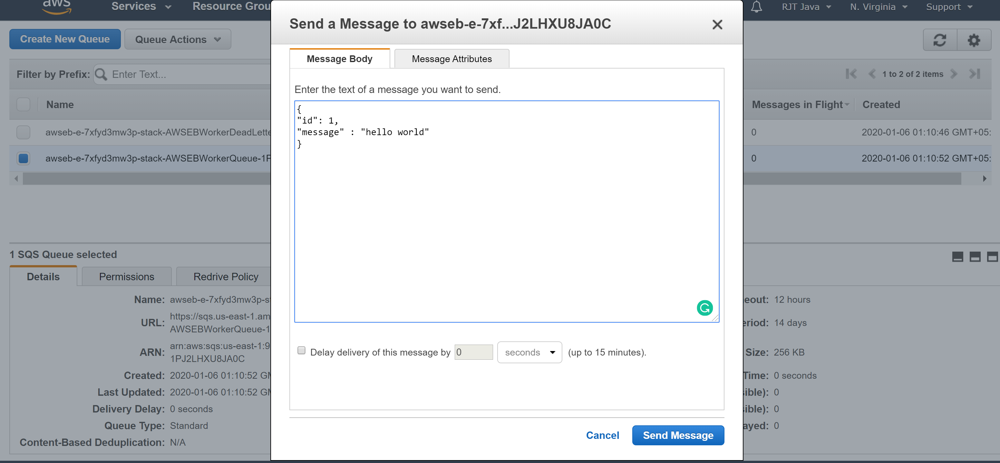 aws
Services
Resource Grou
RJT Java
N. Virginia
Support
Create New Queue
Queue Actions
Filter by Prefix:
Enter Text...
1 to 2 of 2 items
Name
Messages in Flight
Created
awseb-e-7xfyd3mw3p-stack-AWSEBWorkerDeadLette
0
2020-01-06 01:10:46 GMT+05:
awseb-e-7xfyd3mw3p-stack-AWSEBWorkerQueue-1P
0
2020-01-06 01:10:52 GMT+05:
Send a Message to awseb-e-7xf...J2LHXU8JA0C
Message Body
Message Attributes
Enter the text of a message you want to send.
{
"id": 1,
"message" : "hello world"
}
Delay delivery of this message by 0 seconds (up to 15 minutes).
Cancel
Send Message
1 SQS Queue selected
Details
Permissions
Redrive Policy
Name: awseb-e-7xfyd3mw3p-st
URL: https://sqs.us-east-1.am
AWSEBWorkerQueue-1
ARN: arn:aws:sqs:us-east-1:9
1PJ2LHXU8JA0C
Created: 2020-01-06 01:10:52 GM
Last Updated: 2020-01-06 01:10:52 GM
Delivery Delay: 0 seconds
Queue Type: Standard
Content-Based Deduplication: N/A
eout: 12 hours
eriod: 14 days
Size: 256 KB
Time: 0 seconds
sible): 0
sible): 0
ayed: 0